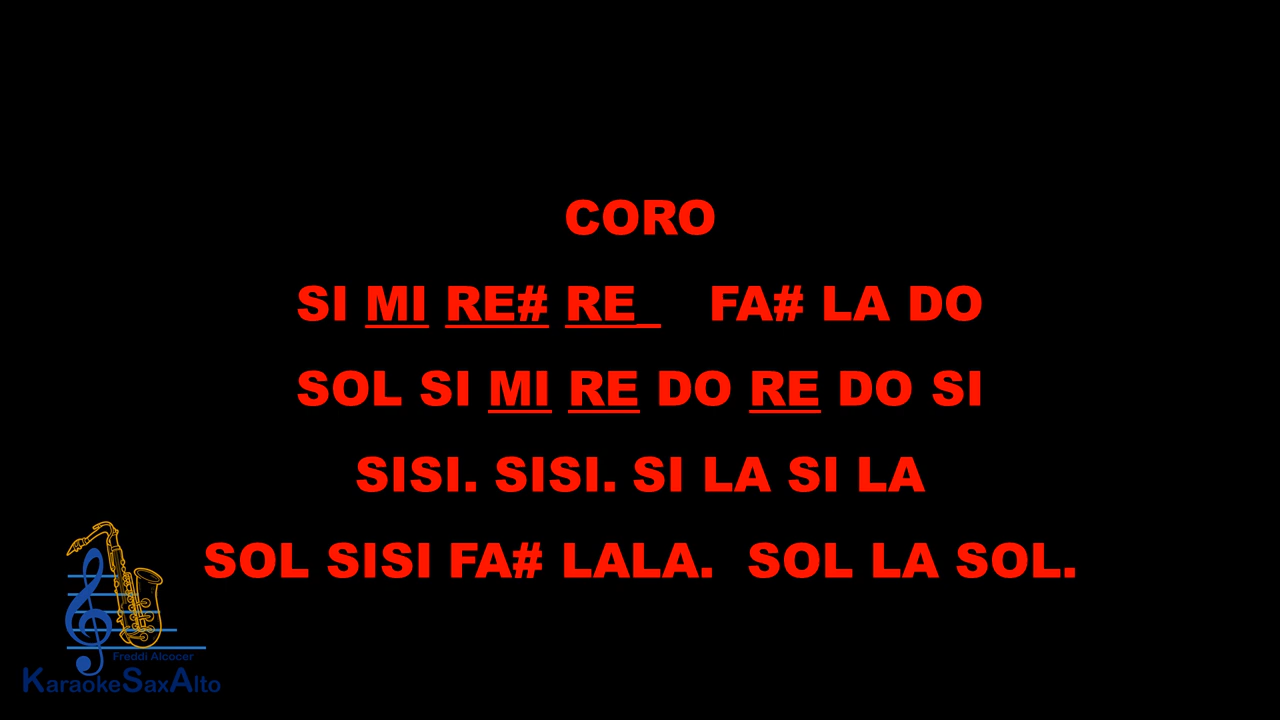 CORO
SI MI RE# RE_ FA# LA DO
SOL SI MI RE DO RE DO SI
SISI. SISI. SI LA SI LA
SOL SISI FA# LALA. SOL LA SOL.
Freddi Alcocer
KaraokeSaxAlto